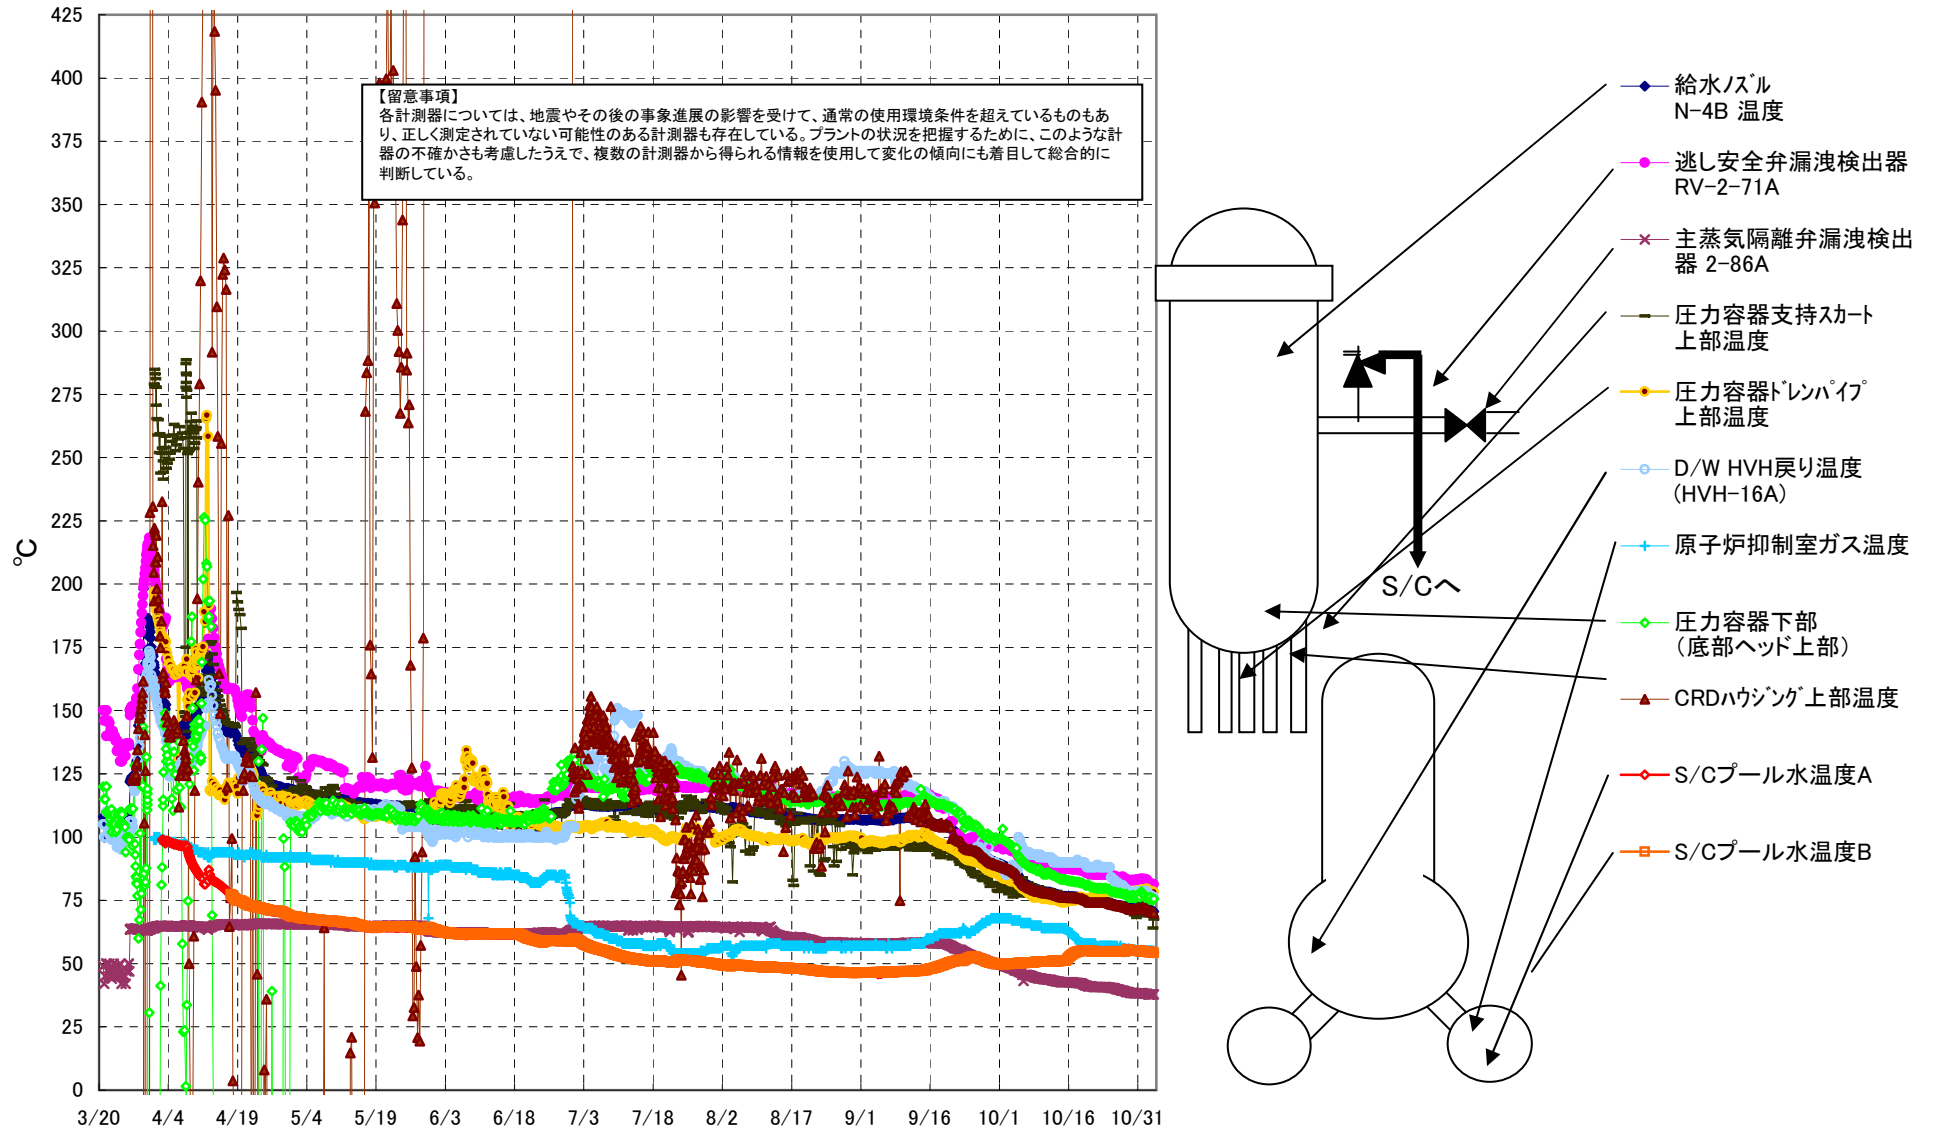 425
400
375
350
325
300
275
250
225
200
175
150
125
100
75
50
25
0
℃
3/20 4/4 4/19 5/4 5/19 6/3 6/18 7/3 7/18 8/2 8/17 9/1 9/16 10/1 10/16 10/31
【留意事項】
各計測器については、地震やその後の事象進展の影響を受けて、通常の使用環境条件を超えているものもあ
り、正しく測定されていない可能性のある計測器も存在している。プラントの状況を把握するために、このような計
器の不確かさも考慮したうえで、複数の計測器から得られる情報を使用して変化の傾向にも着目して総合的に
判断している。
S/Cへ
給水ﾉｽﾞﾙ
N-4B 温度
逃し安全弁漏洩検出器
RV-2-71A
主蒸気隔離弁漏洩検出
器 2-86A
圧力容器支持ｽｶｰﾄ
上部温度
圧力容器ﾄﾞﾚﾝﾊﾟｲﾌﾟ
上部温度
D/W HVH戻り温度
(HVH-16A)
原子炉抑制室ガス温度
圧力容器下部
（底部ヘッド上部）
CRDﾊｳｼﾞﾝｸﾞ上部温度
S/Cプール水温度A
S/Cプール水温度B